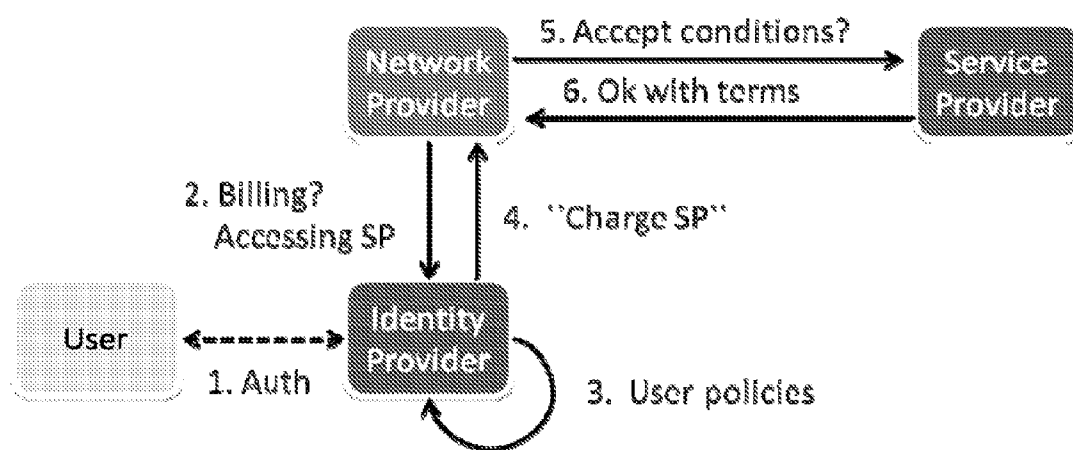 5. Accept conditions?
Network
Provider
Service
Provider
6. Ok with terms
2. Billing?
Accessing SP
4. ``Charge SP``
User
Identity
Provider
1. Auth
3. User policies